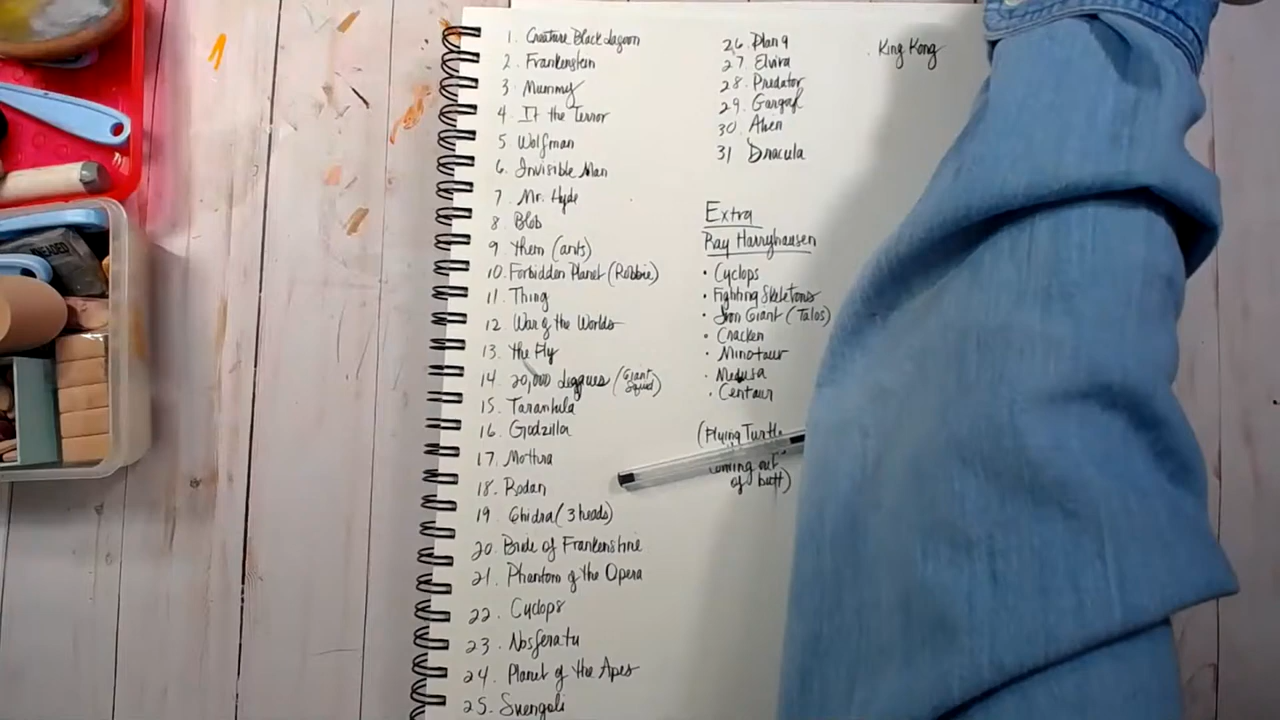 1. Creature Black Lagoon
2. Frankenstein
3. Mummy
4. It the Terror
5. Wolfman
6. Invisible Man
7. Mr. Hyde
8. Blob
9. Them (ants)
10. Forbidden Planet (Robbie)
11. Thing
12. War of the Worlds
13. the Fly
14. 20,000 Leagues (Giant Squid)
15. Tarantula
16. Godzilla
17. Mothra
18. Rodan
19. Ghidra (3 heads)
20. Bride of Frankenstine
21. Phantom of the Opera
22. Cyclops
23. Nosferatu
24. Planet of the Apes
25. Svengoli
26. Plan 9
27. Elvira
28. Predator
29.
30. Alien
31 Dracula
Extra
Ray Harryhausen
• Cyclops
• Fighting Skeletons
• Iron Giant (Talos)
• Cracken
• Minotaur
• Medusa
• Centaur
(Flying Turtle
coming out
of butt)
. King Kong